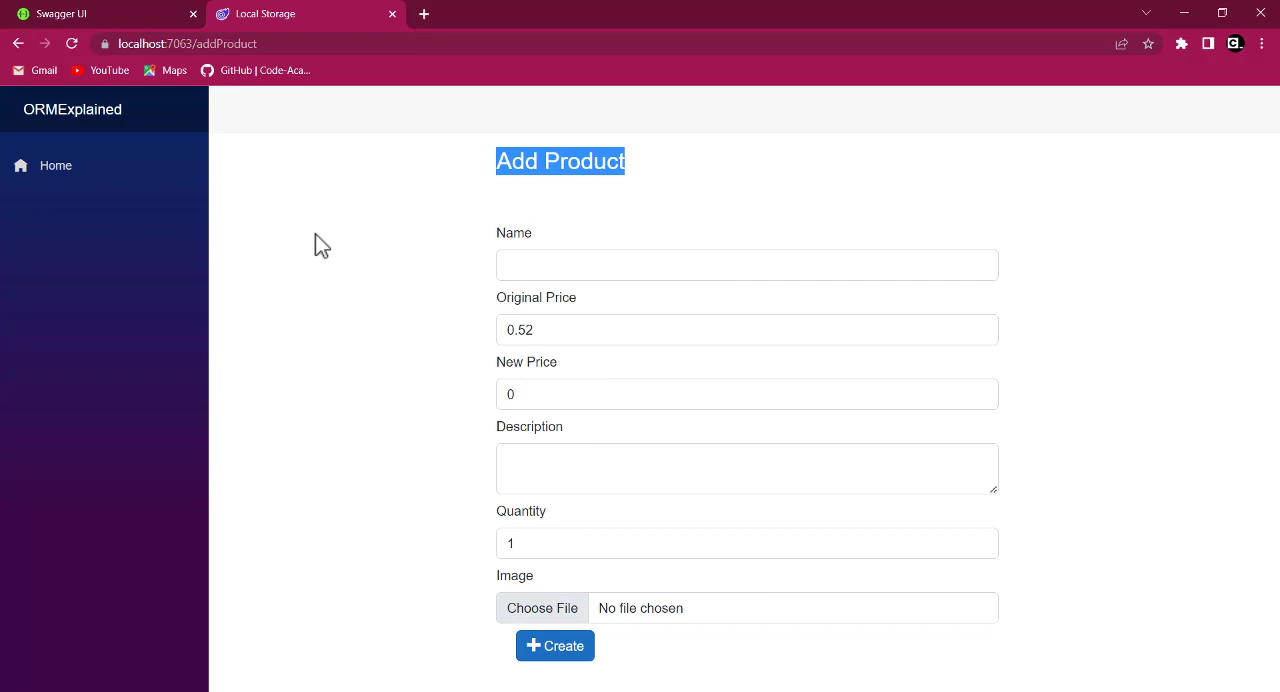 Swagger UI
Local Storage
localhost:7063/addProduct
Gmail
YouTube
Maps
GitHub | Code-Aca...
ORMExplained
Home
Add Product
Name
Original Price
0.52
New Price
0
Description
Quantity
1
Image
Choose File No file chosen
Create